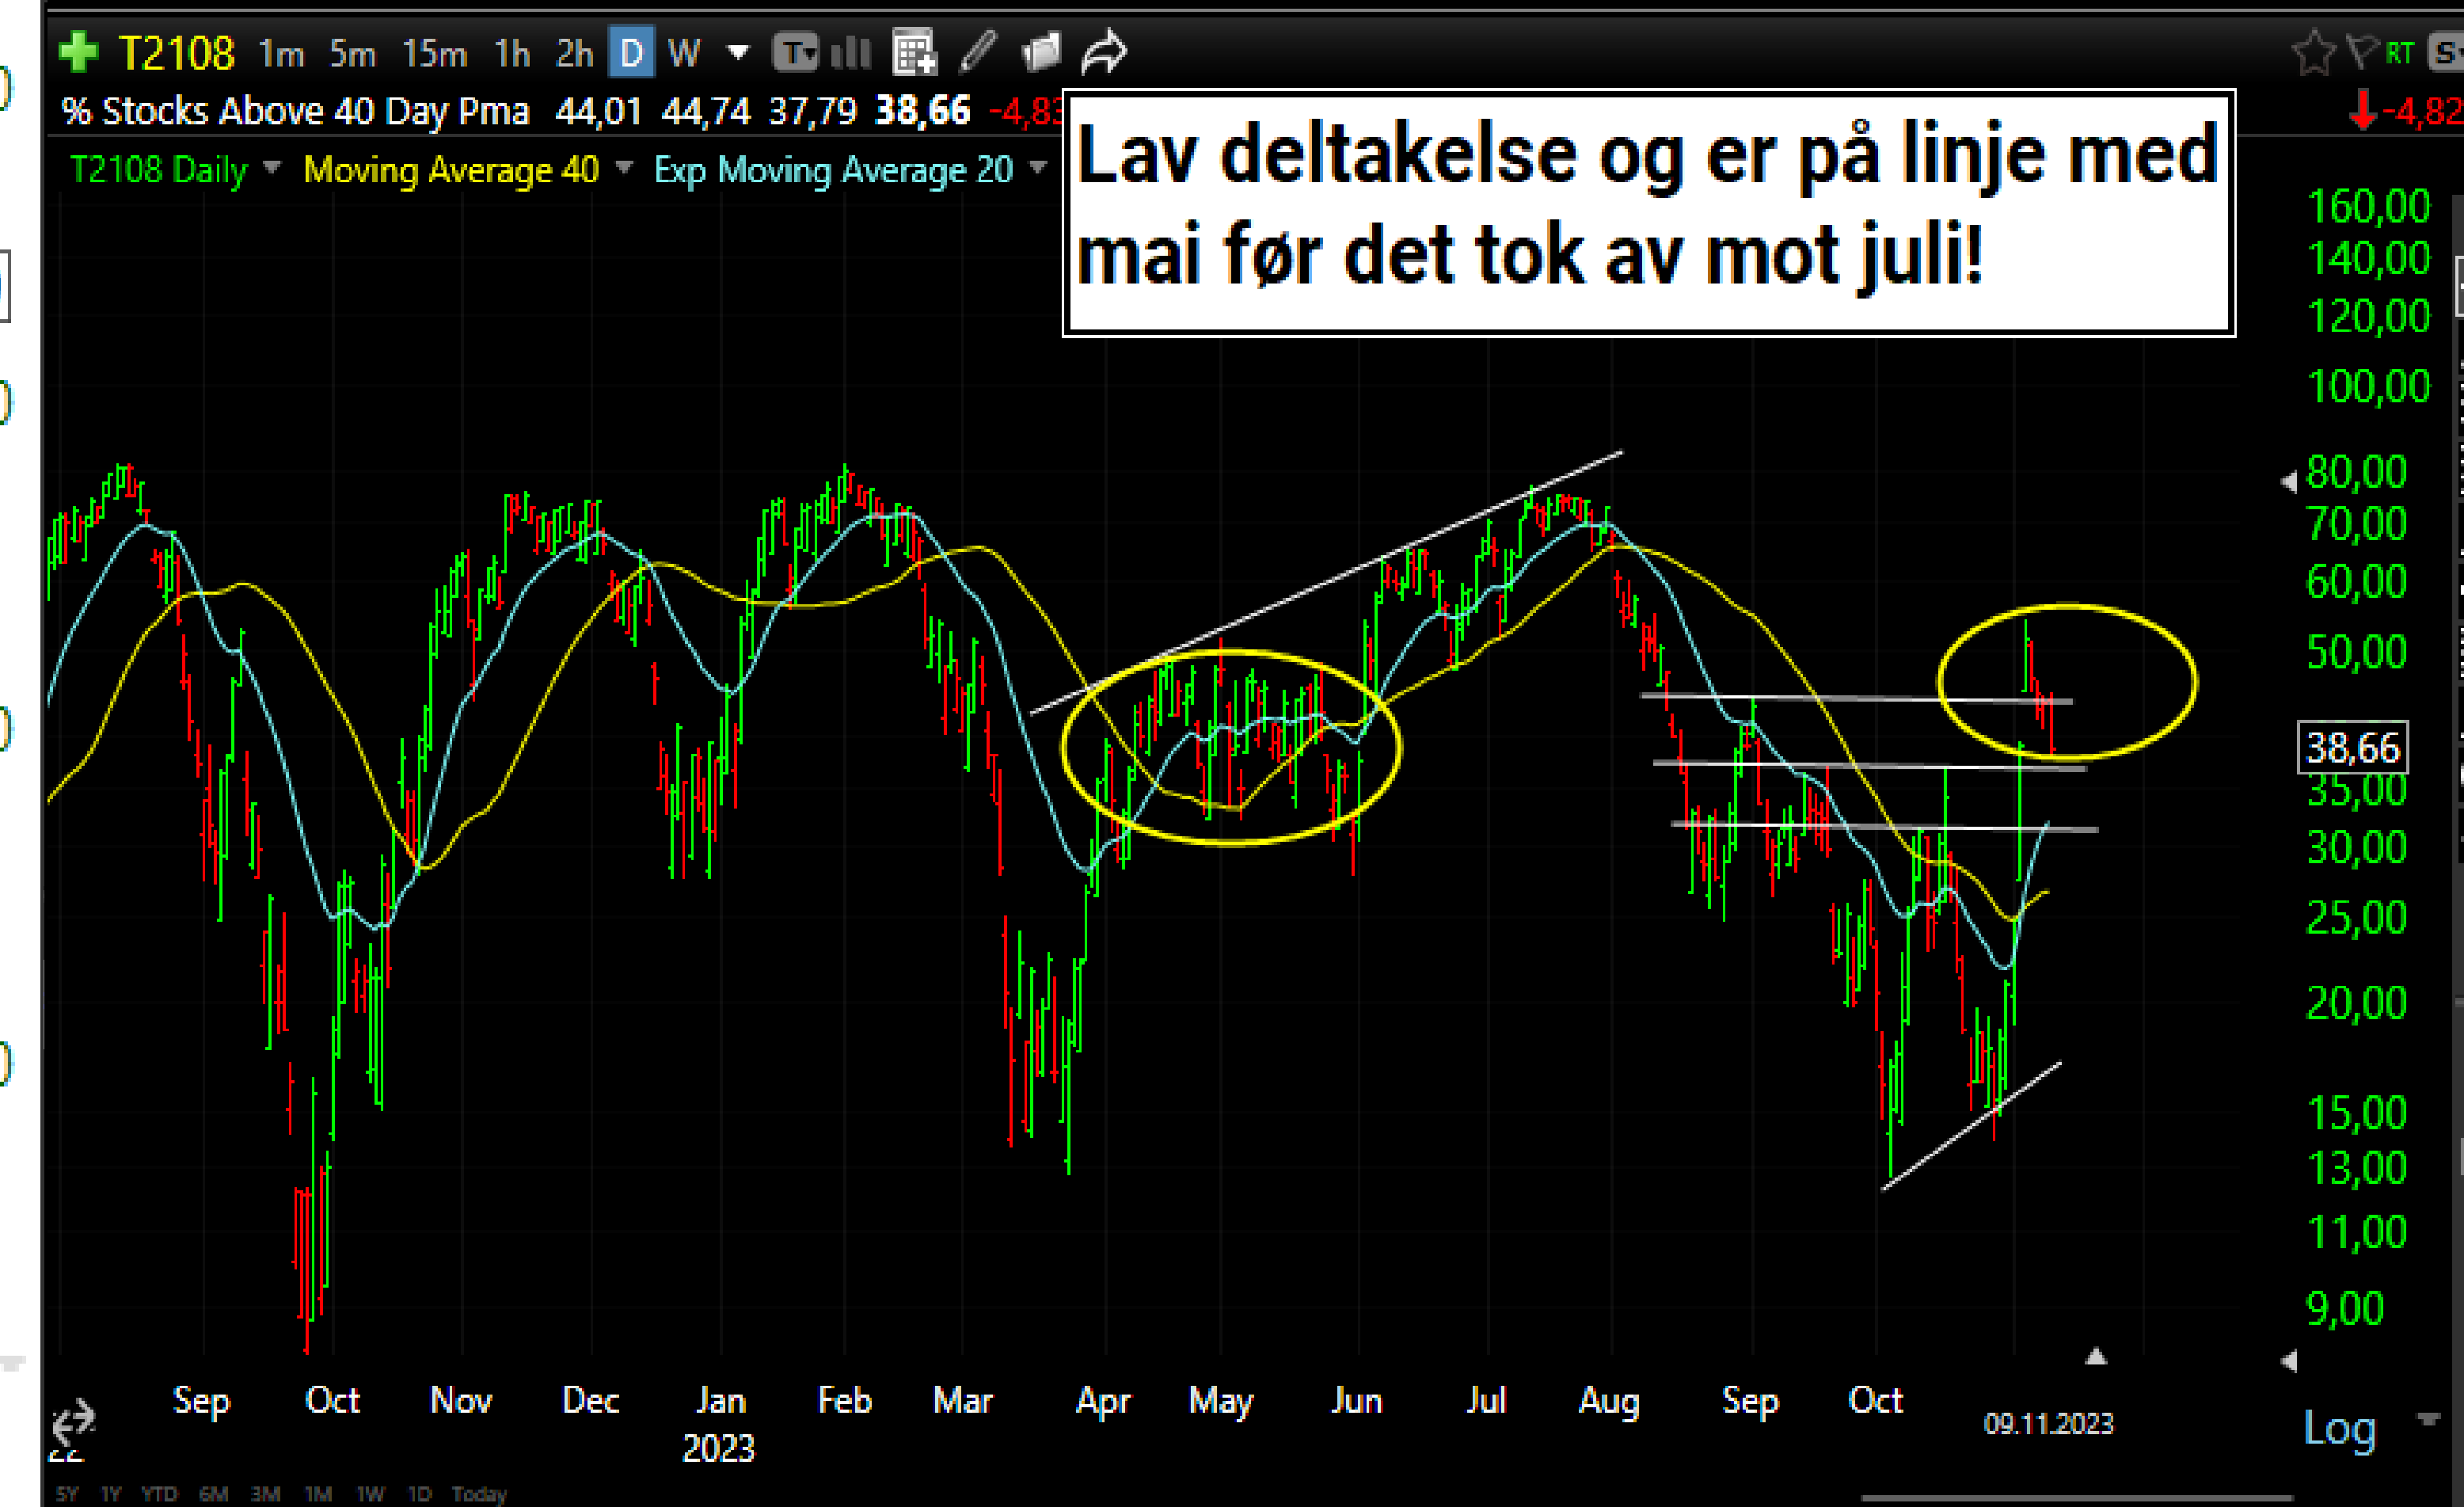 T2108 1m 5m 15m 1h 2h D W T RT S
% Stocks Above 40 Day Pma 44,01 44,74 37,79 38,66 -4,83 -4,82
T2108 Daily Moving Average 40 Exp Moving Average 20
Lav deltakelse og er på linje med
mai før det tok av mot juli!
160,00
140,00
120,00
100,00
80,00
70,00
60,00
50,00
38,66
35,00
30,00
25,00
20,00
15,00
13,00
11,00
9,00
Sep Oct Nov Dec Jan Feb Mar Apr May Jun Jul Aug Sep Oct
2023
09.11.2023
Log
5Y 1Y YTD 6M 3M 1M 1W 1D Today